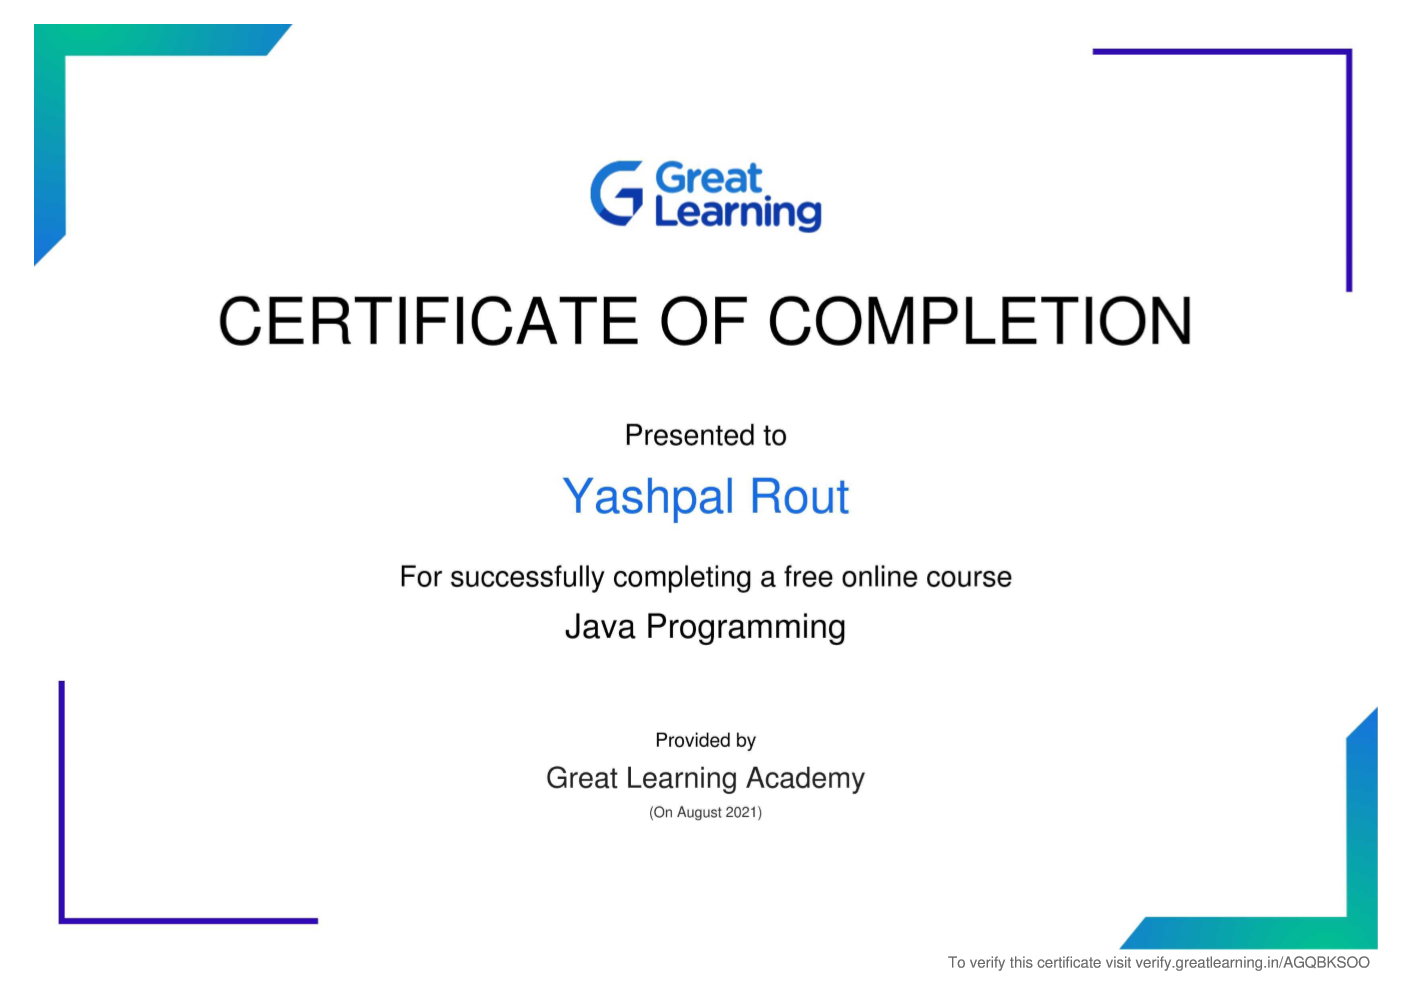 Great
Learning
CERTIFICATE OF COMPLETION
Presented to
Yashpal Rout
For successfully completing a free online course
Java Programming
Provided by
Great Learning Academy
(On August 2021)
To verify this certificate visit verify.greatlearning.in/AGQBKSOO